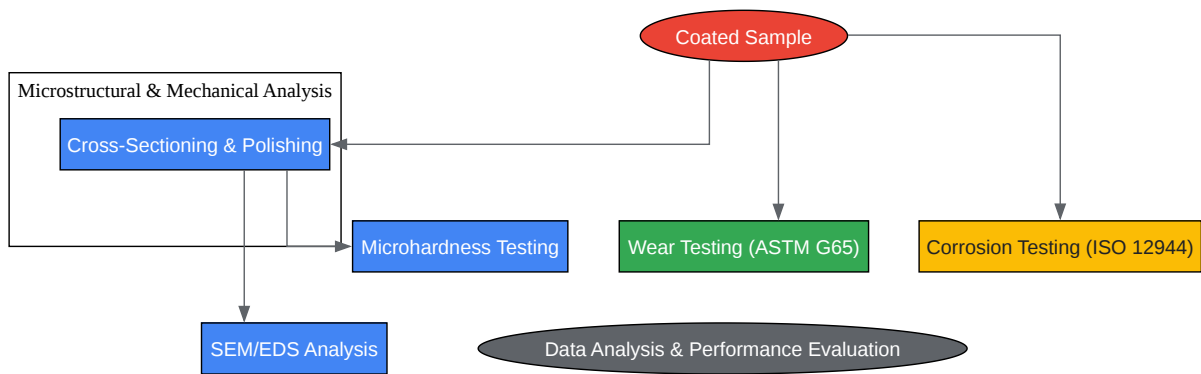 Coated Sample
Microstructural & Mechanical Analysis
Cross-Sectioning & Polishing
Microhardness Testing
Wear Testing (ASTM G65)
Corrosion Testing (ISO 12944)
SEM/EDS Analysis
Data Analysis & Performance Evaluation